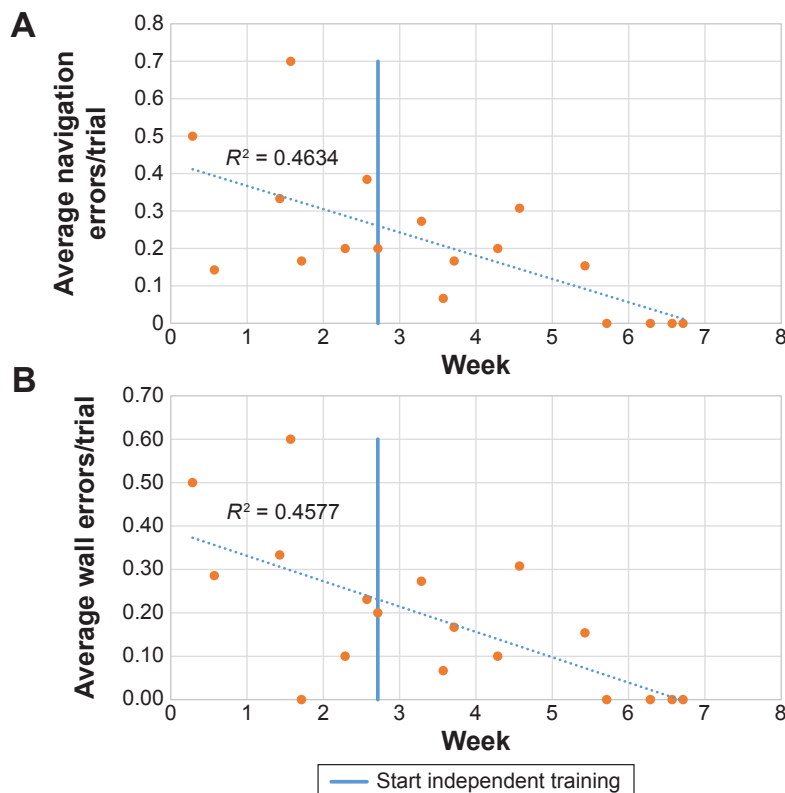 A
Average navigation
errors/trial
0.8
0.7
0.6
0.5
0.4
0.3
0.2
0.1
0
R² = 0.4634
0 1 2 3 4 5 6 7 8
Week
B
Average wall errors/trial
0.70
0.60
0.50
0.40
0.30
0.20
0.10
0.00
R² = 0.4577
0 1 2 3 4 5 6 7 8
Week
Start independent training